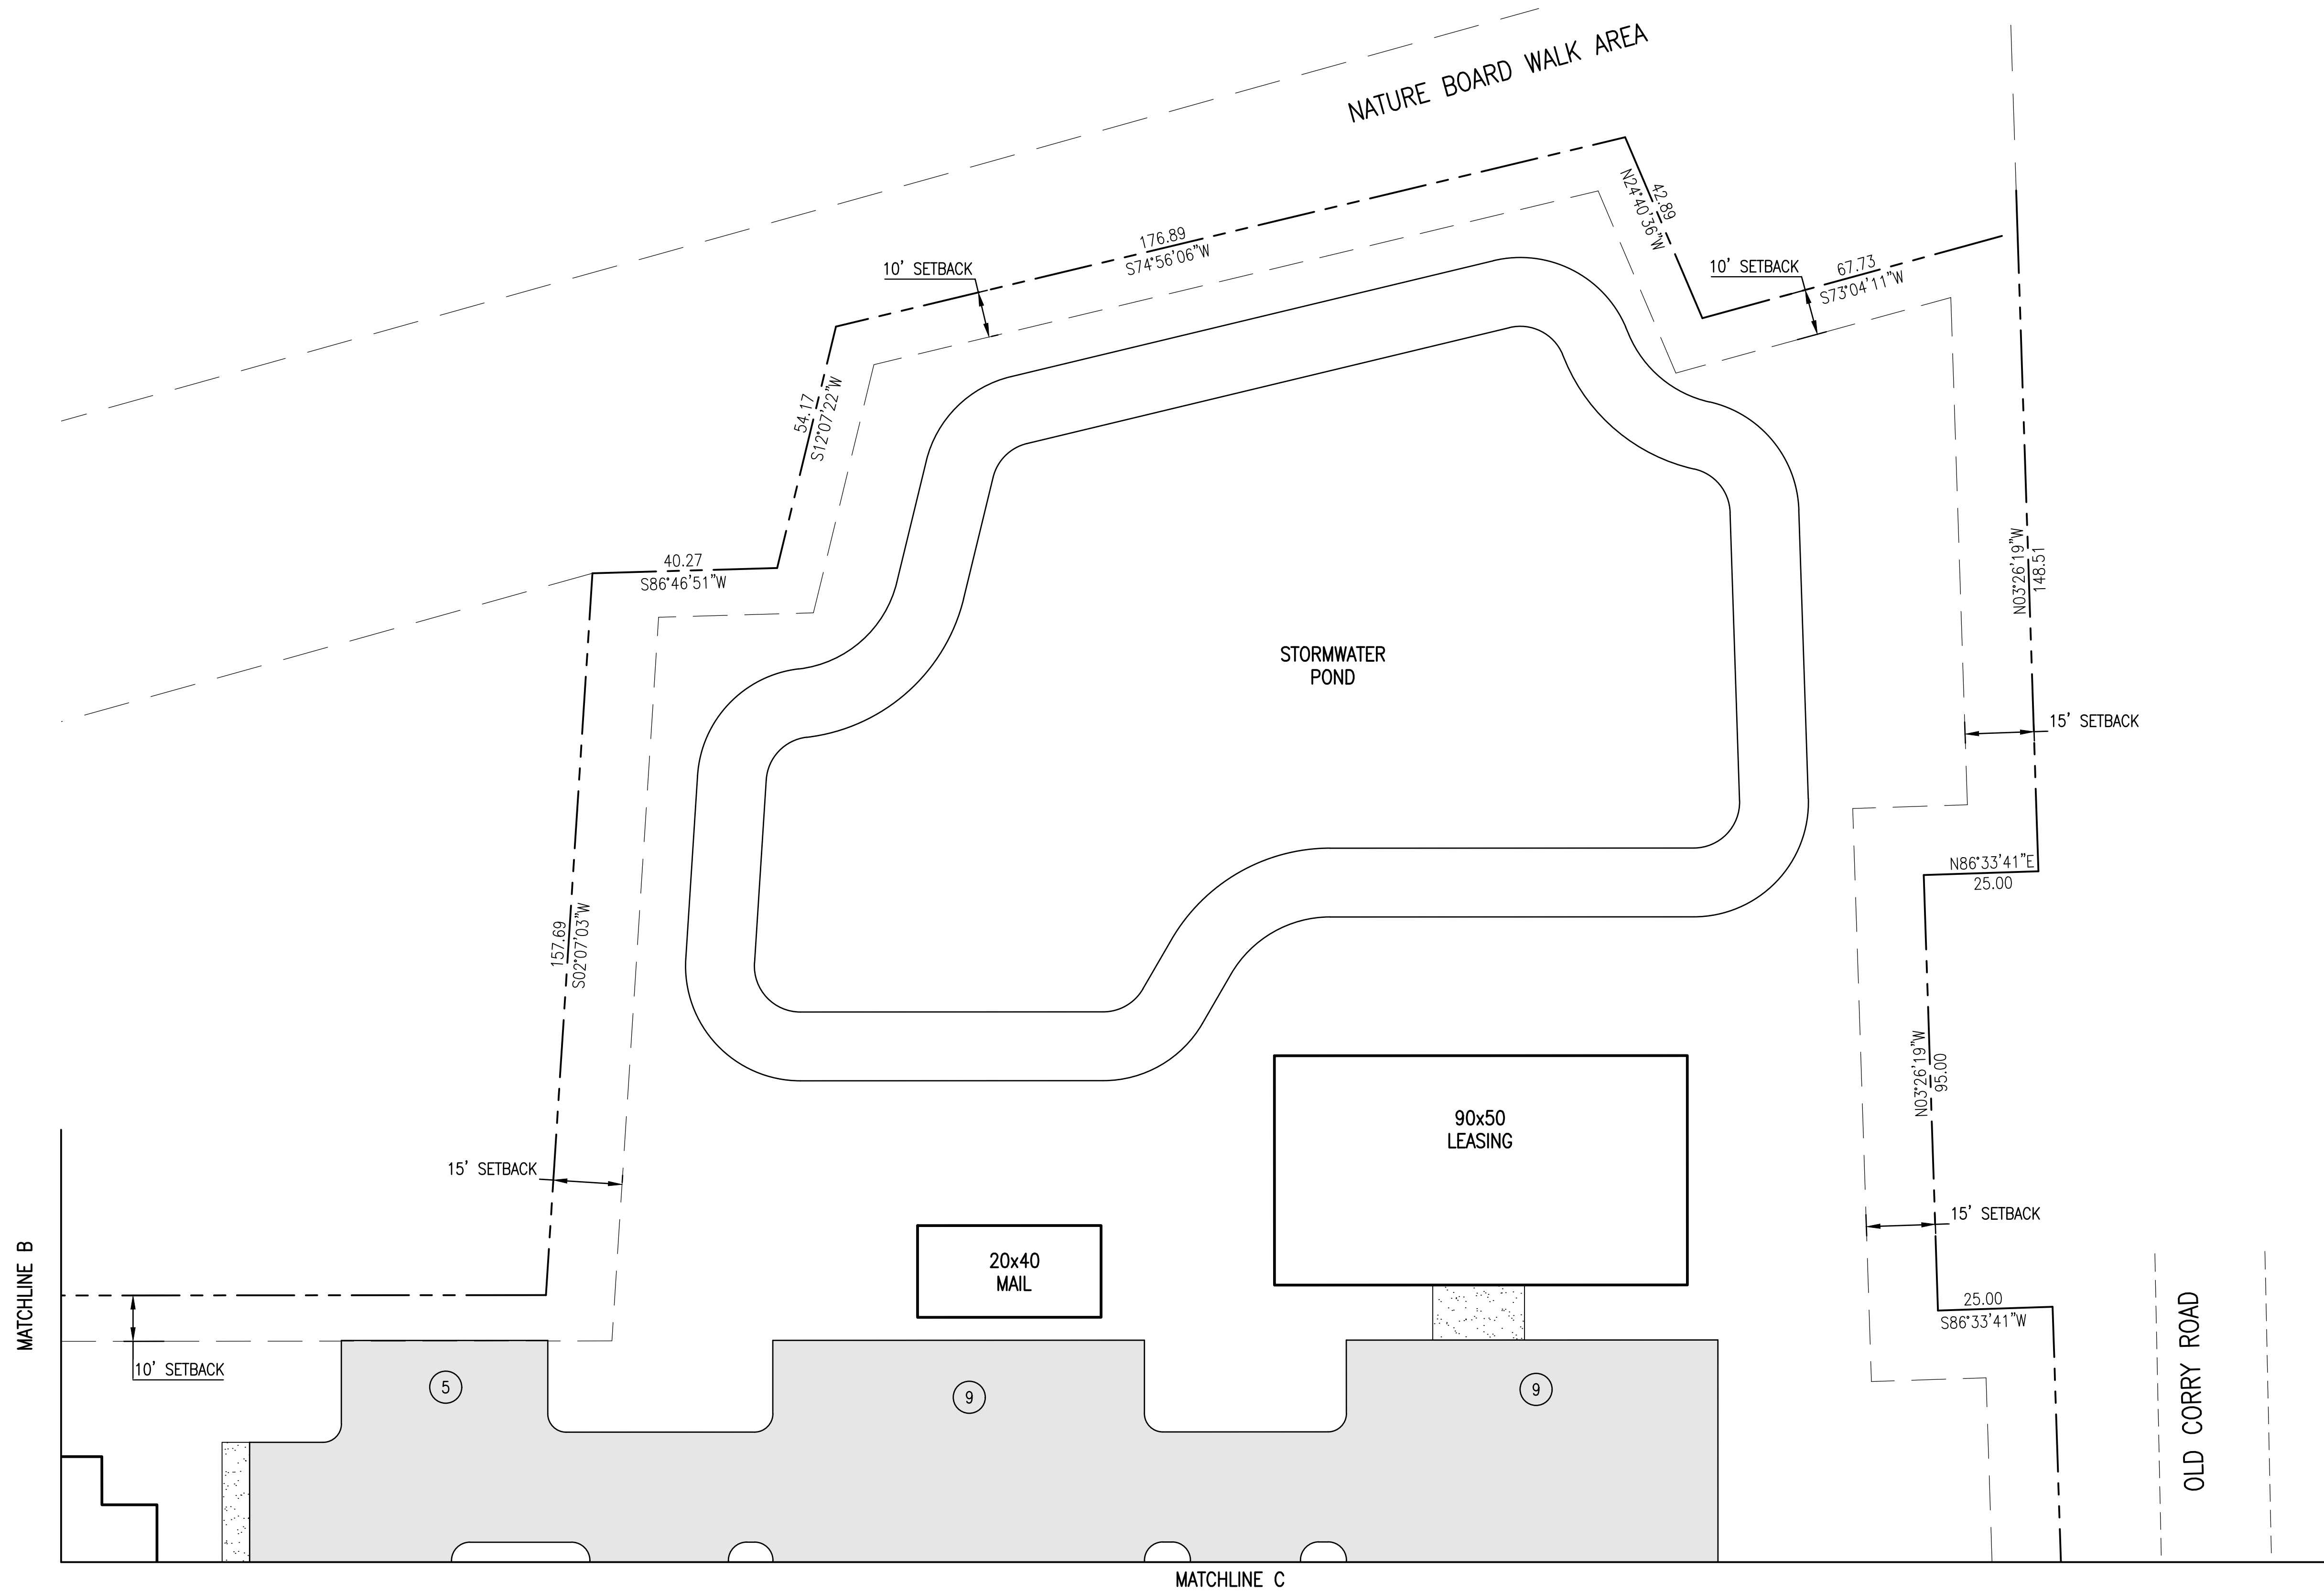 NATURE BOARD WALK AREA
42.89
N24°40'36"W
176.89
S74°56'06"W
10' SETBACK
10' SETBACK
67.73
S73°04'11"W
54.17
S12°07'22"W
40.27
S86°46'51"W
N03°26'19"W
148.51
STORMWATER
POND
15' SETBACK
N86°33'41"E
25.00
157.69
S02°07'03"W
N03°26'19"W
95.00
90x50
LEASING
15' SETBACK
15' SETBACK
20x40
MAIL
25.00
S86°33'41"W
MATCHLINE B
10' SETBACK
5
9
9
OLD CORRY ROAD
MATCHLINE C